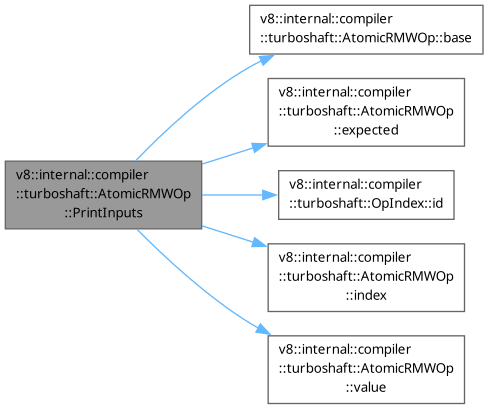 v8::internal::compiler
::turboshaft::AtomicRMWOp
::PrintInputs
v8::internal::compiler
::turboshaft::AtomicRMWOp::base
v8::internal::compiler
::turboshaft::AtomicRMWOp
::expected
v8::internal::compiler
::turboshaft::OpIndex::id
v8::internal::compiler
::turboshaft::AtomicRMWOp
::index
v8::internal::compiler
::turboshaft::AtomicRMWOp
::value